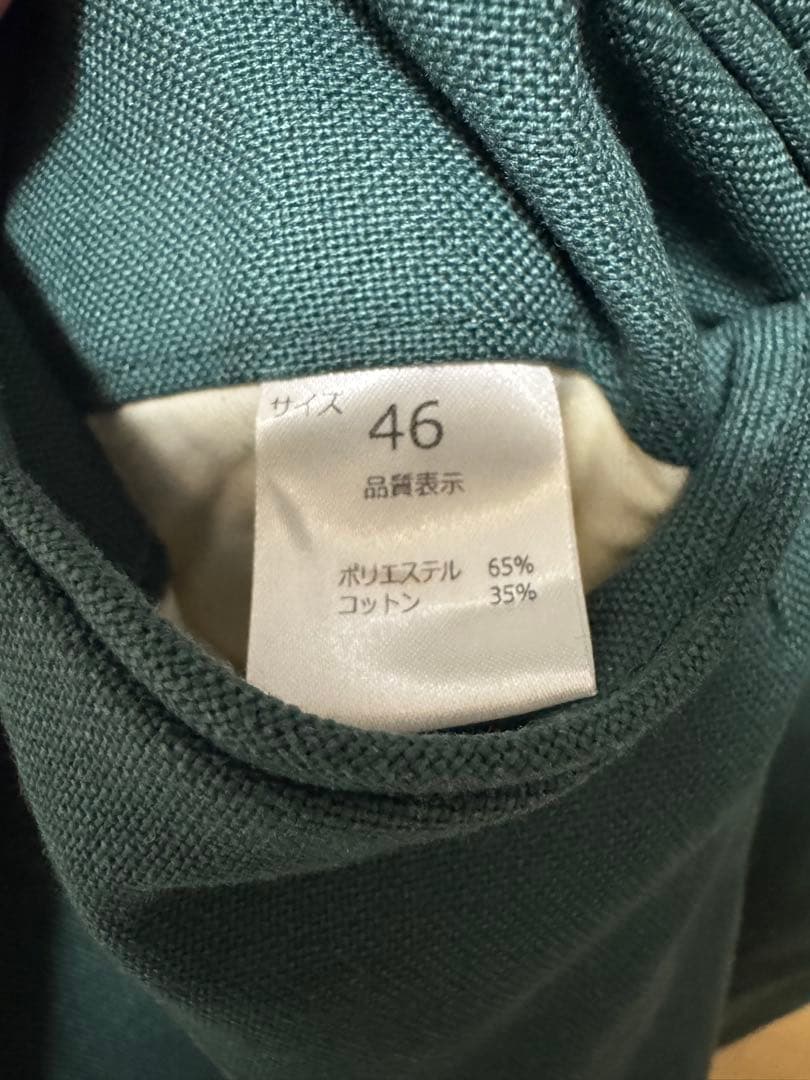 サイズ 46
品質表示
ポリエステル 65%
コットン 35%